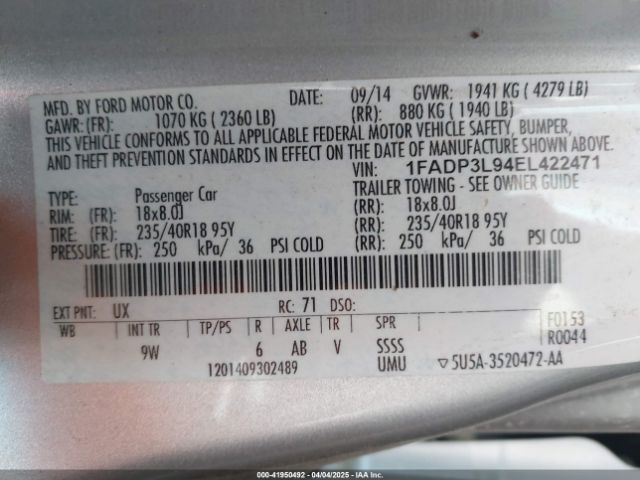 MFD. BY FORD MOTOR CO. DATE: 09/14 GVWR: 1941 KG ( 4279 LB)
GAWR:(FR): 1070 KG ( 2360 LB) (RR): 880 KG ( 1940 LB)
THIS VEHICLE CONFORMS TO ALL APPLICABLE FEDERAL MOTOR VEHICLE SAFETY, BUMPER,
AND THEFT PREVENTION STANDARDS IN EFFECT ON THE DATE OF MANUFACTURE SHOWN ABOVE.
VIN: 1FADP3L94EL422471
TYPE: Passenger Car TRAILER TOWING - SEE OWNER GUIDE
RIM: (FR): 18x8.0J (RR): 18x8.0J
TIRE: (FR): 235/40R18 95Y (RR): 235/40R18 95Y
PRESSURE: (FR): 250 kPa/ 36 PSI COLD (RR): 250 kPa/ 36 PSI COLD
EXT PNT: UX RC: 71 DSO:
WB INT TR TP/PS R AXLE TR SPR F0153
9W 6 AB V SSSS R0044
1201409302489 UMU ▽5U5A-3520472-AA
000-41950492 - 04/04/2025 - IAA Inc.